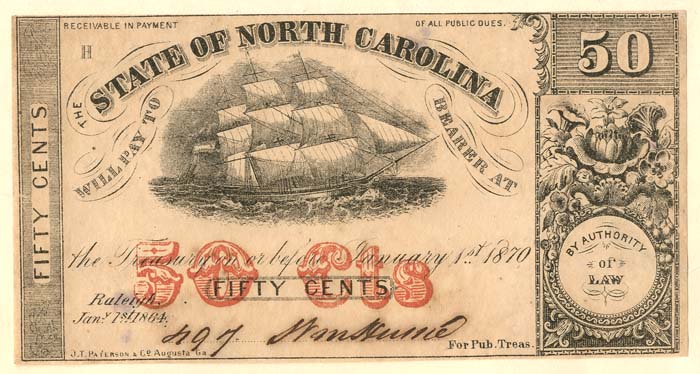 RECEIVABLE IN PAYMENT OF ALL PUBLIC DUES.
H
THE STATE OF NORTH CAROLINA
50
WILL PAY TO BEARER AT
FIFTY CENTS
the Treasury on or before January 1st. 1870
50 Cts
FIFTY CENTS
BY AUTHORITY
of
LAW
Raleigh,
Jany. 1st. 1864.
497
For Pub. Treas.
J.T. PATERSON & Co. Augusta Ga.